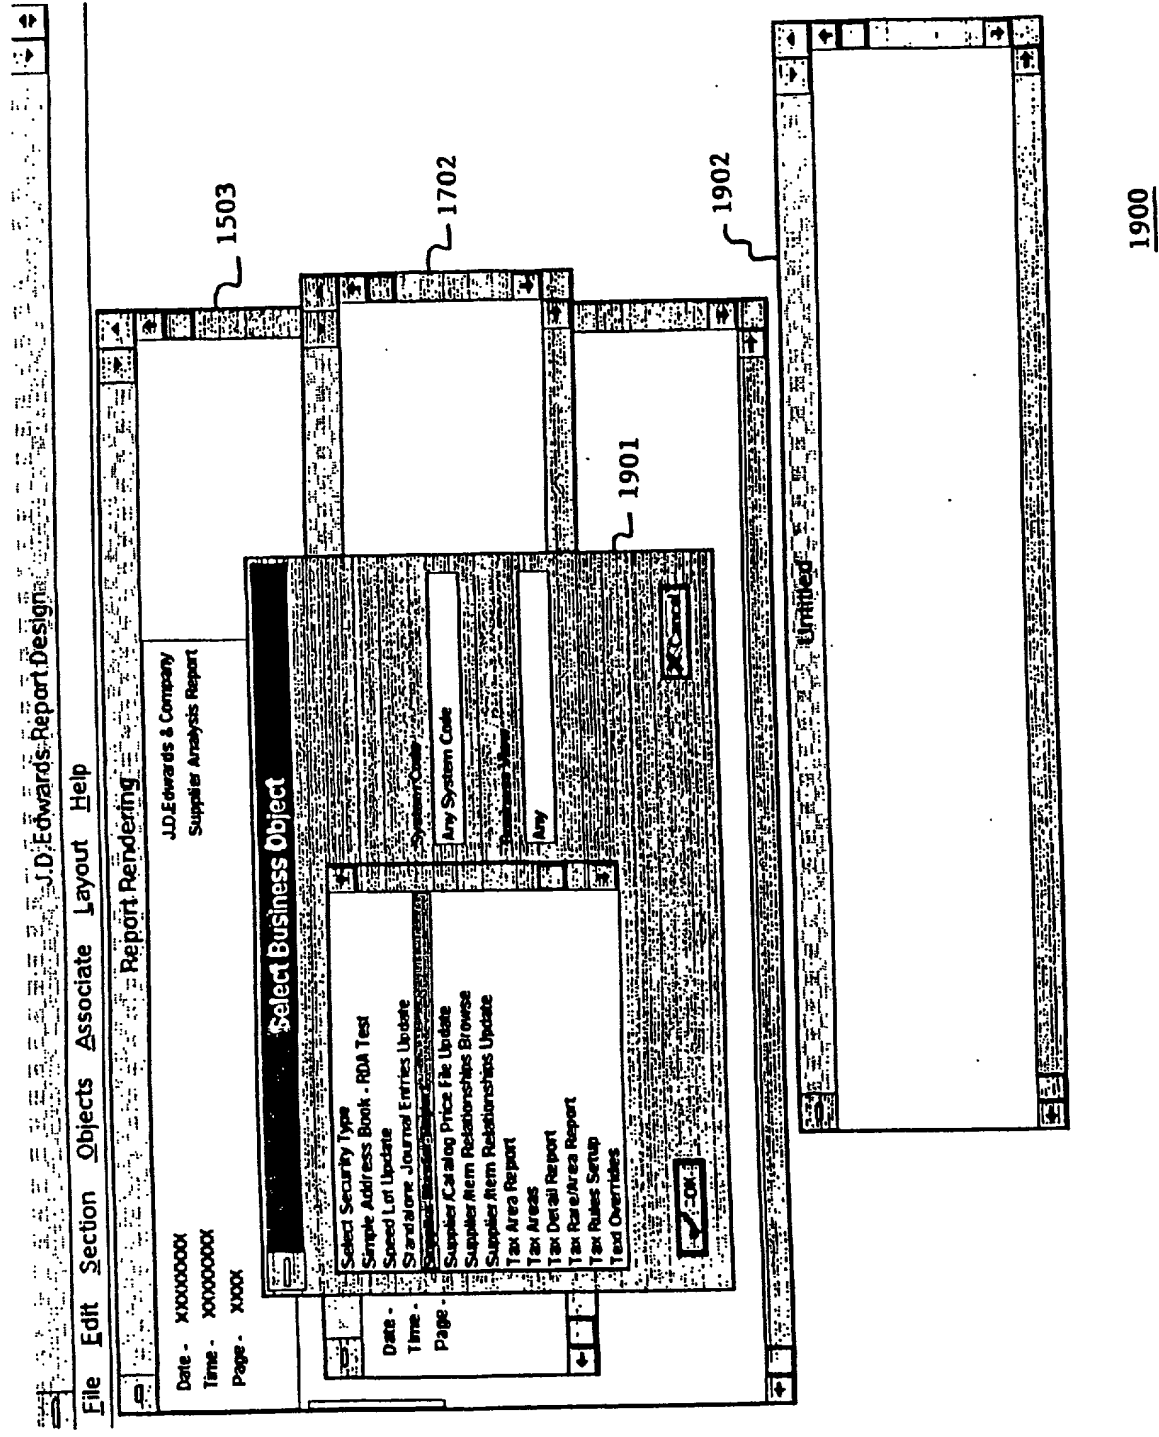 J.D.Edwards Report Design
File Edit Section Objects Associate Layout Help
Report Rendering
Date - XXXXXXXX
Time - XXXXXXXX
Page - XXXX
J.D.Edwards & Company
Supplier Analysis Report
1503
Select Business Object
Select Security Type
Simple Address Book - RDA Test
Speed Lot Update
Standalone Journal Entries Update
Supplier/Catalog Price File Update
Supplier/Item Relationships Browse
Supplier/Item Relationships Update
Tax Area Report
Tax Areas
Tax Detail Report
Tax Rare/Area Report
Tax Rules Setup
Text Overrides
System Code
Any System Code
Any
OK
Cancel
1901
Date -
Time -
Page -
1702
Untitled
1902
1900